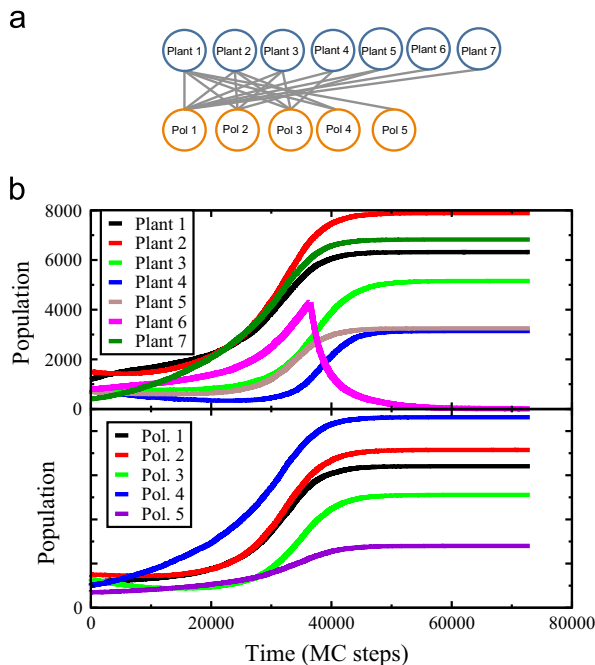 a
Plant 1 Plant 2 Plant 3 Plant 4 Plant 5 Plant 6 Plant 7
Pol 1 Pol 2 Pol 3 Pol 4 Pol 5
b
8000
6000
4000
2000
0
Population
Plant 1
Plant 2
Plant 3
Plant 4
Plant 5
Plant 6
Plant 7
Population
Pol. 1
Pol. 2
Pol. 3
Pol. 4
Pol. 5
0
0 20000 40000 60000 80000
Time (MC steps)